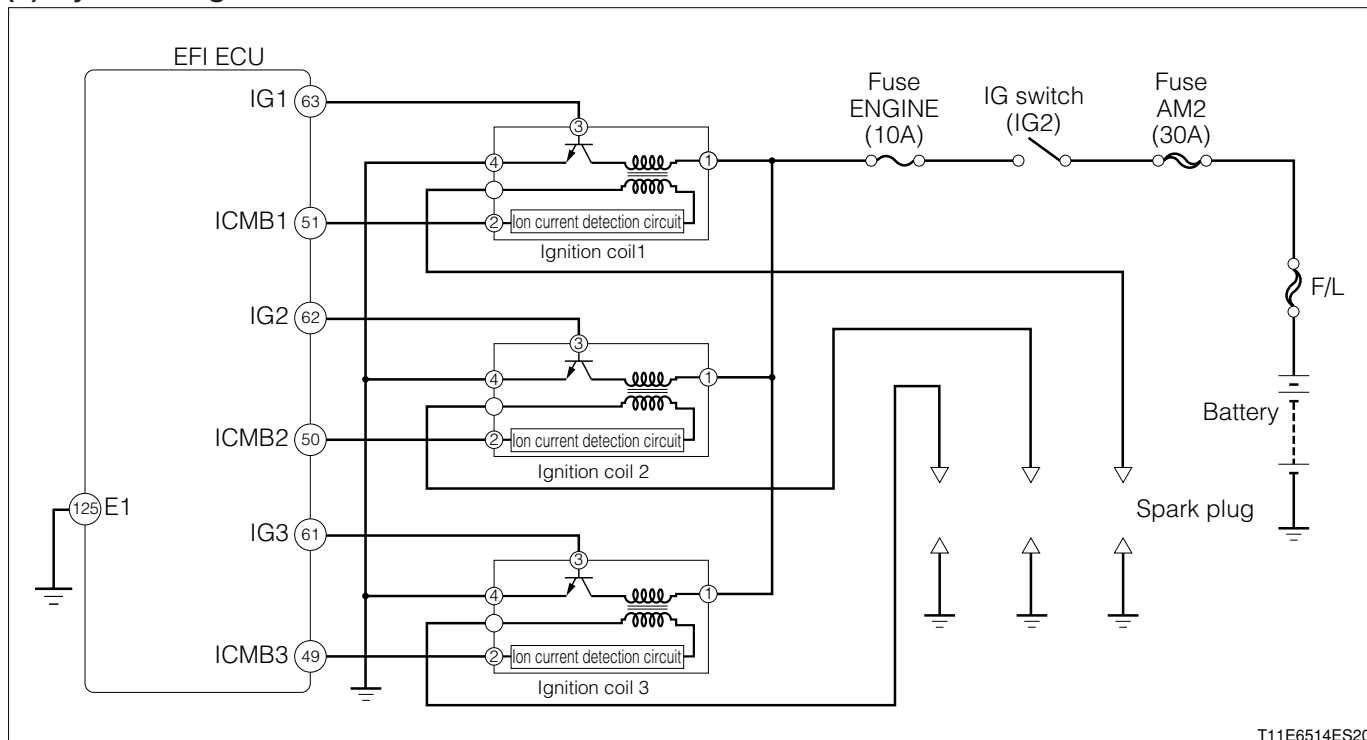 EFI ECU
IG1
63
ICMB1
51
IG2
62
ICMB2
50
125
E1
IG3
61
ICMB3
49
3
4
1
2
Ion current detection circuit
Ignition coil1
3
4
1
2
Ion current detection circuit
Ignition coil 2
3
4
1
2
Ion current detection circuit
Ignition coil 3
Fuse
ENGINE
(10A)
IG switch
(IG2)
Fuse
AM2
(30A)
F/L
Battery
Spark plug
T11E6514ES20